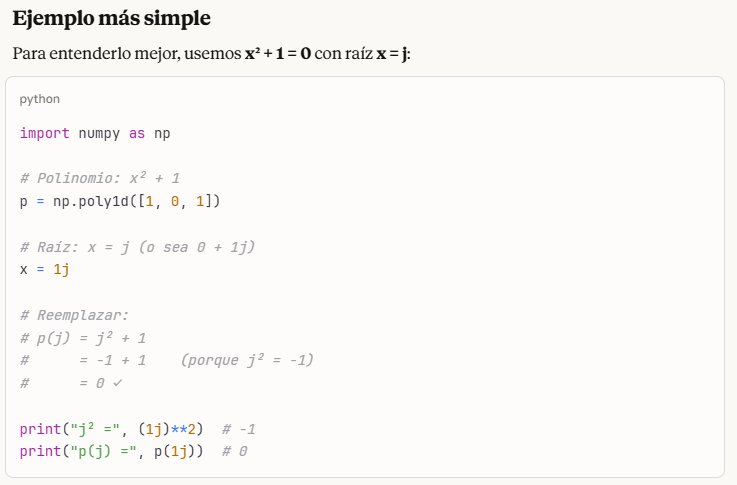 Ejemplo más simple
Para entenderlo mejor, usemos x² + 1 = 0 con raíz x = j:
python
import numpy as np
# Polinomio: x² + 1
p = np.poly1d([1, 0, 1])
# Raíz: x = j (o sea 0 + 1j)
x = 1j
# Reemplazar:
# p(j) = j² + 1
#      = -1 + 1    (porque j² = -1)
#      = 0 ✓
print("j² =", (1j)**2)  # -1
print("p(j) =", p(1j))  # 0